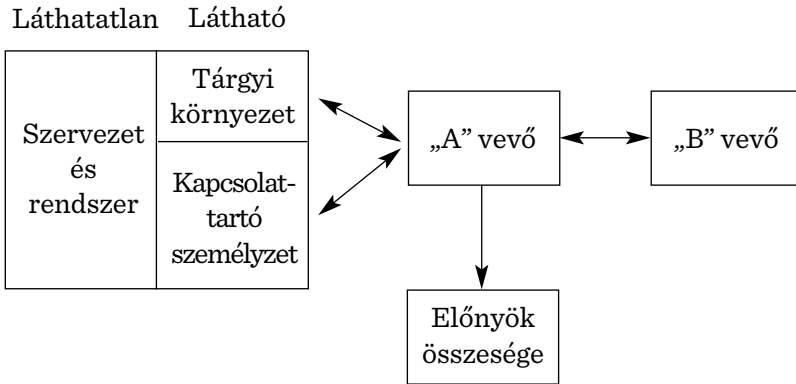 Láthatatlan Látható
Szervezet
és
rendszer
Tárgyi
környezet
Kapcsolat-
tartó
személyzet
„A” vevő
„B” vevő
Előnyök
összesége